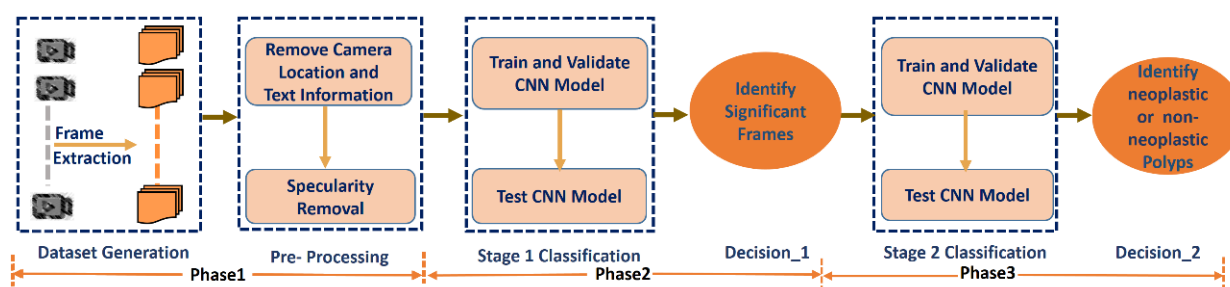 Frame
Extraction
Dataset Generation
Remove Camera
Location and
Text Information
Specularity
Removal
Pre- Processing
Phase1
Train and Validate
CNN Model
Test CNN Model
Stage 1 Classification
Identify
Significant
Frames
Decision_1
Phase2
Train and Validate
CNN Model
Test CNN Model
Stage 2 Classification
Identify
neoplastic
or non-
neoplastic
Polyps
Decision_2
Phase3